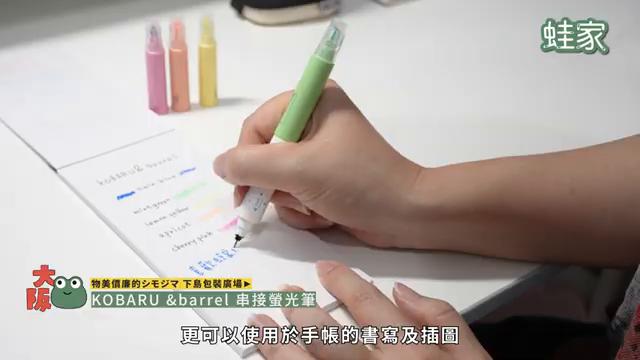 蛙家
KOBARU & barrel
rain blue
mint green
lemon yellow
apricot
cherry pink
大阪
物美價廉的シモジマ 下島包裝廣場▶
KOBARU &barrel 串接螢光筆
更可以使用於手帳的書寫及插圖